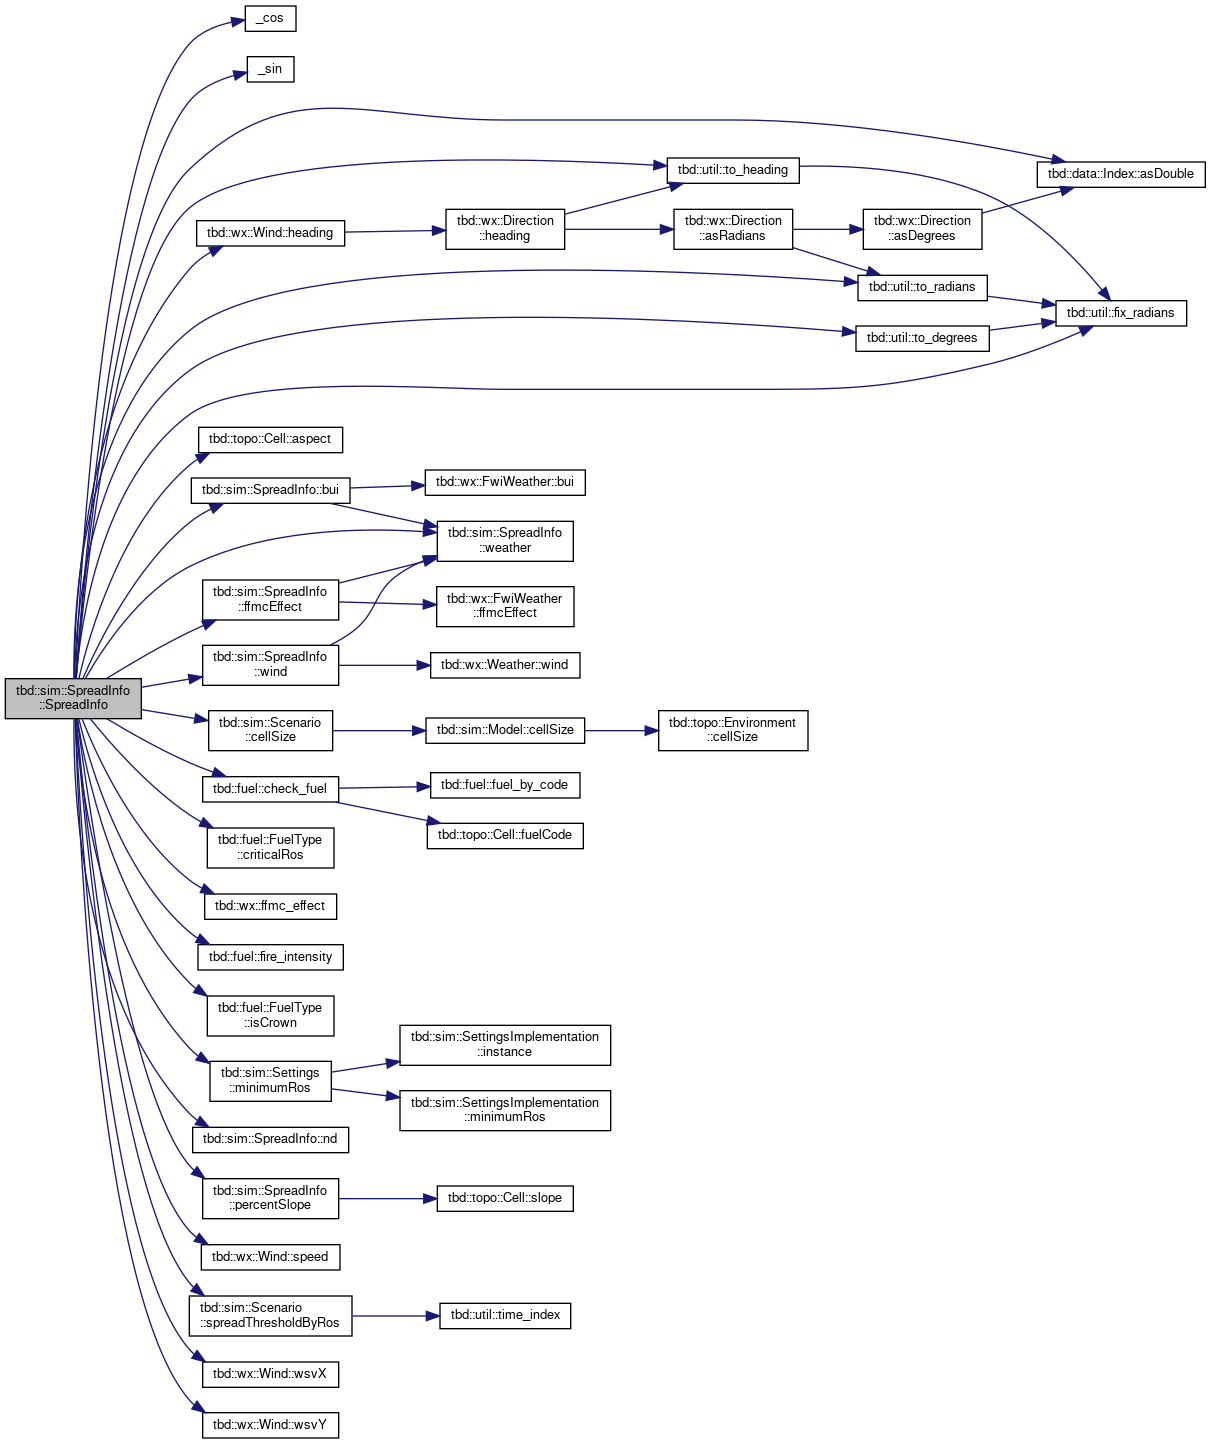 _cos
_sin
tbd::util::to_heading
tbd::data::Index::asDouble
tbd::wx::Wind::heading
tbd::wx::Direction
::heading
tbd::wx::Direction
::asRadians
tbd::wx::Direction
::asDegrees
tbd::util::to_radians
tbd::util::fix_radians
tbd::util::to_degrees
tbd::topo::Cell::aspect
tbd::sim::SpreadInfo::bui
tbd::wx::FwiWeather::bui
tbd::sim::SpreadInfo
::weather
tbd::sim::SpreadInfo
::ffmcEffect
tbd::wx::FwiWeather
::ffmcEffect
tbd::sim::SpreadInfo
::wind
tbd::wx::Weather::wind
tbd::sim::SpreadInfo
::SpreadInfo
tbd::sim::Scenario
::cellSize
tbd::sim::Model::cellSize
tbd::topo::Environment
::cellSize
tbd::fuel::check_fuel
tbd::fuel::fuel_by_code
tbd::topo::Cell::fuelCode
tbd::fuel::FuelType
::criticalRos
tbd::wx::ffmc_effect
tbd::fuel::fire_intensity
tbd::fuel::FuelType
::isCrown
tbd::sim::Settings
::minimumRos
tbd::sim::SettingsImplementation
::instance
tbd::sim::SettingsImplementation
::minimumRos
tbd::sim::SpreadInfo::nd
tbd::sim::SpreadInfo
::percentSlope
tbd::topo::Cell::slope
tbd::wx::Wind::speed
tbd::sim::Scenario
::spreadThresholdByRos
tbd::util::time_index
tbd::wx::Wind::wsvX
tbd::wx::Wind::wsvY